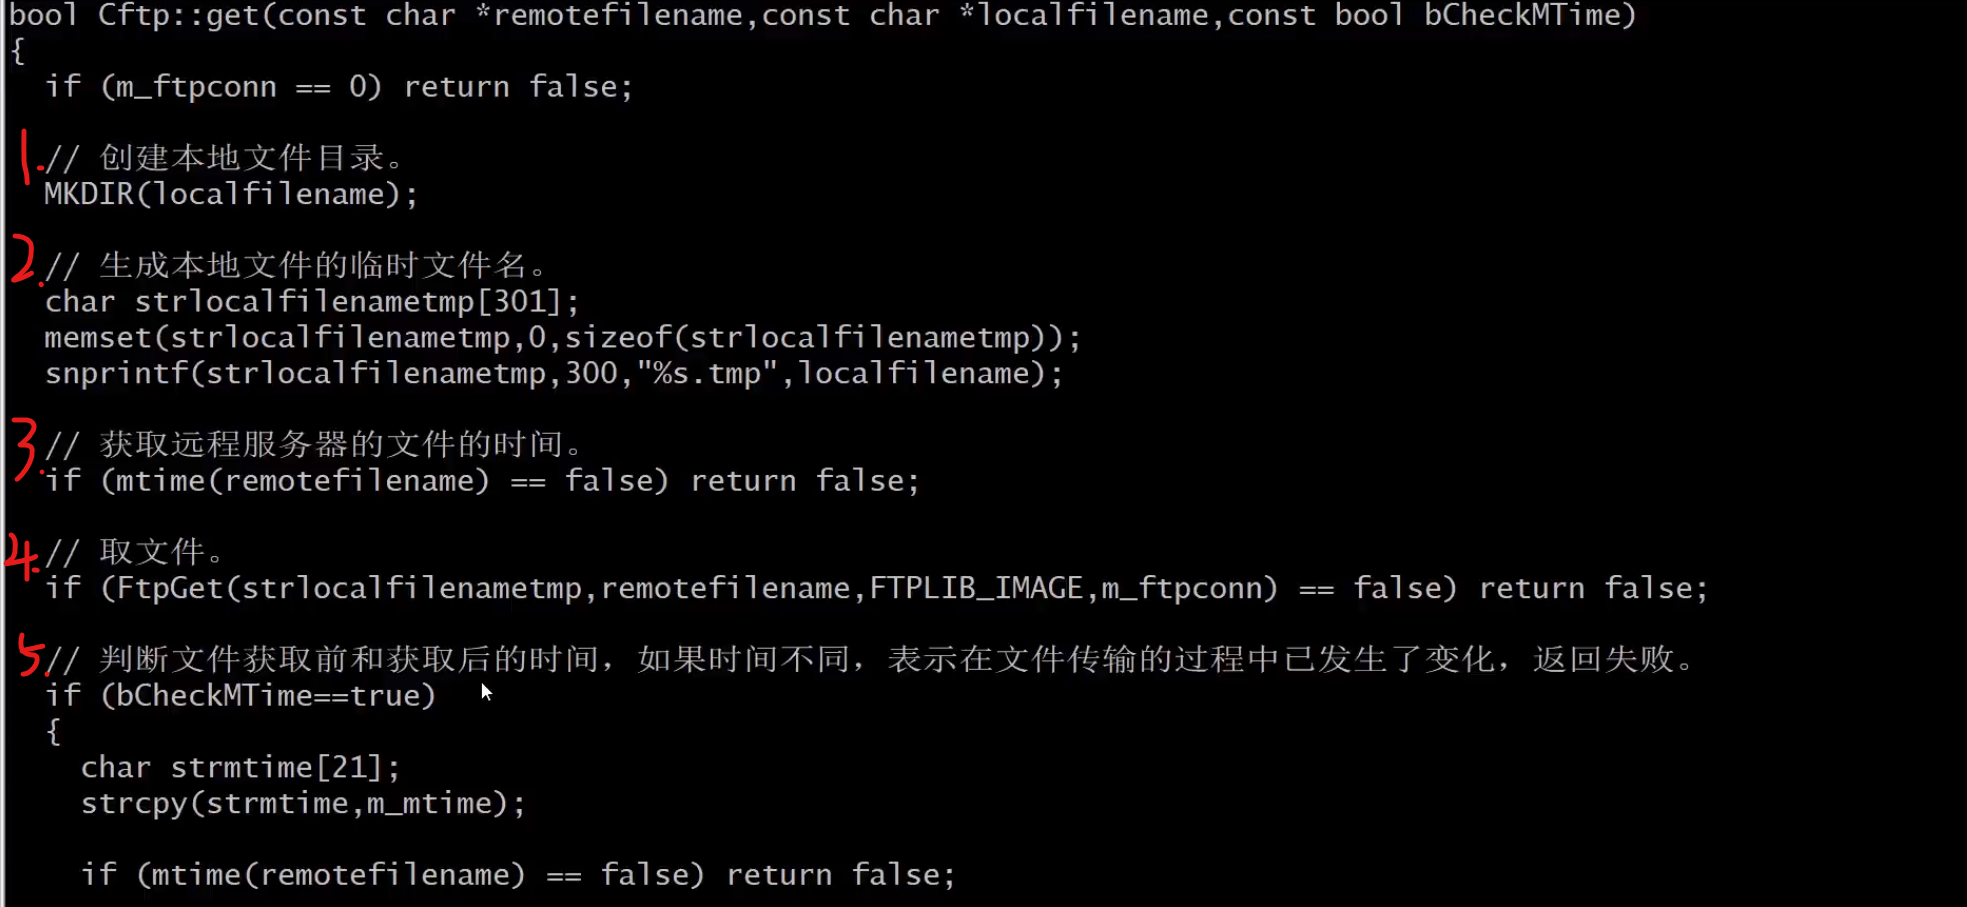 bool Cftp::get(const char *remotefilename,const char *localfilename,const bool bCheckMTime)
{
if (m_ftpconn == 0) return false;
1. // 创建本地文件目录。
MKDIR(localfilename);
2. // 生成本地文件的临时文件名。
char strlocalfilenametmp[301];
memset(strlocalfilenametmp,0,sizeof(strlocalfilenametmp));
snprintf(strlocalfilenametmp,300,"%s.tmp",localfilename);
3. // 获取远程服务器的文件的时间。
if (mtime(remotefilename) == false) return false;
4. // 取文件。
if (FtpGet(strlocalfilenametmp,remotefilename,FTPLIB_IMAGE,m_ftpconn) == false) return false;
5. // 判断文件获取前和获取后的时间，如果时间不同，表示在文件传输的过程中已发生了变化，返回失败。
if (bCheckMTime==true)
{
char strmtime[21];
strcpy(strmtime,m_mtime);
if (mtime(remotefilename) == false) return false;